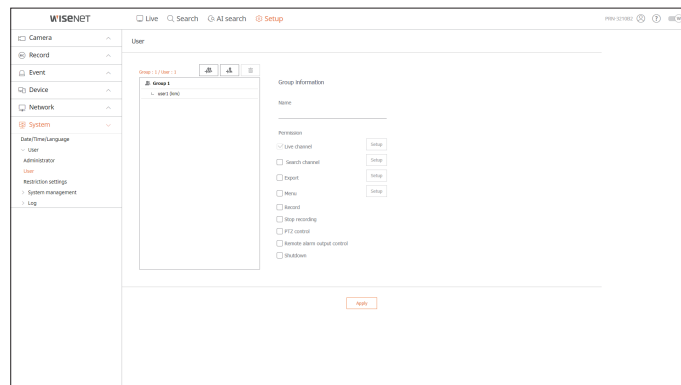 WISENET
Live Search AI search Setup
Camera
Record
Event
Device
Network
System
Date/Time/Language
User
Administrator
User
Restriction settings
System management
Log
User
Group : 1 / User : 1
Group 1
user1 (kim)
Group Information
Name
Permission
Live channel Setup
Search channel Setup
Export Setup
Menu Setup
Record
Stop recording
PTZ control
Remote alarm output control
Shutdown
Apply